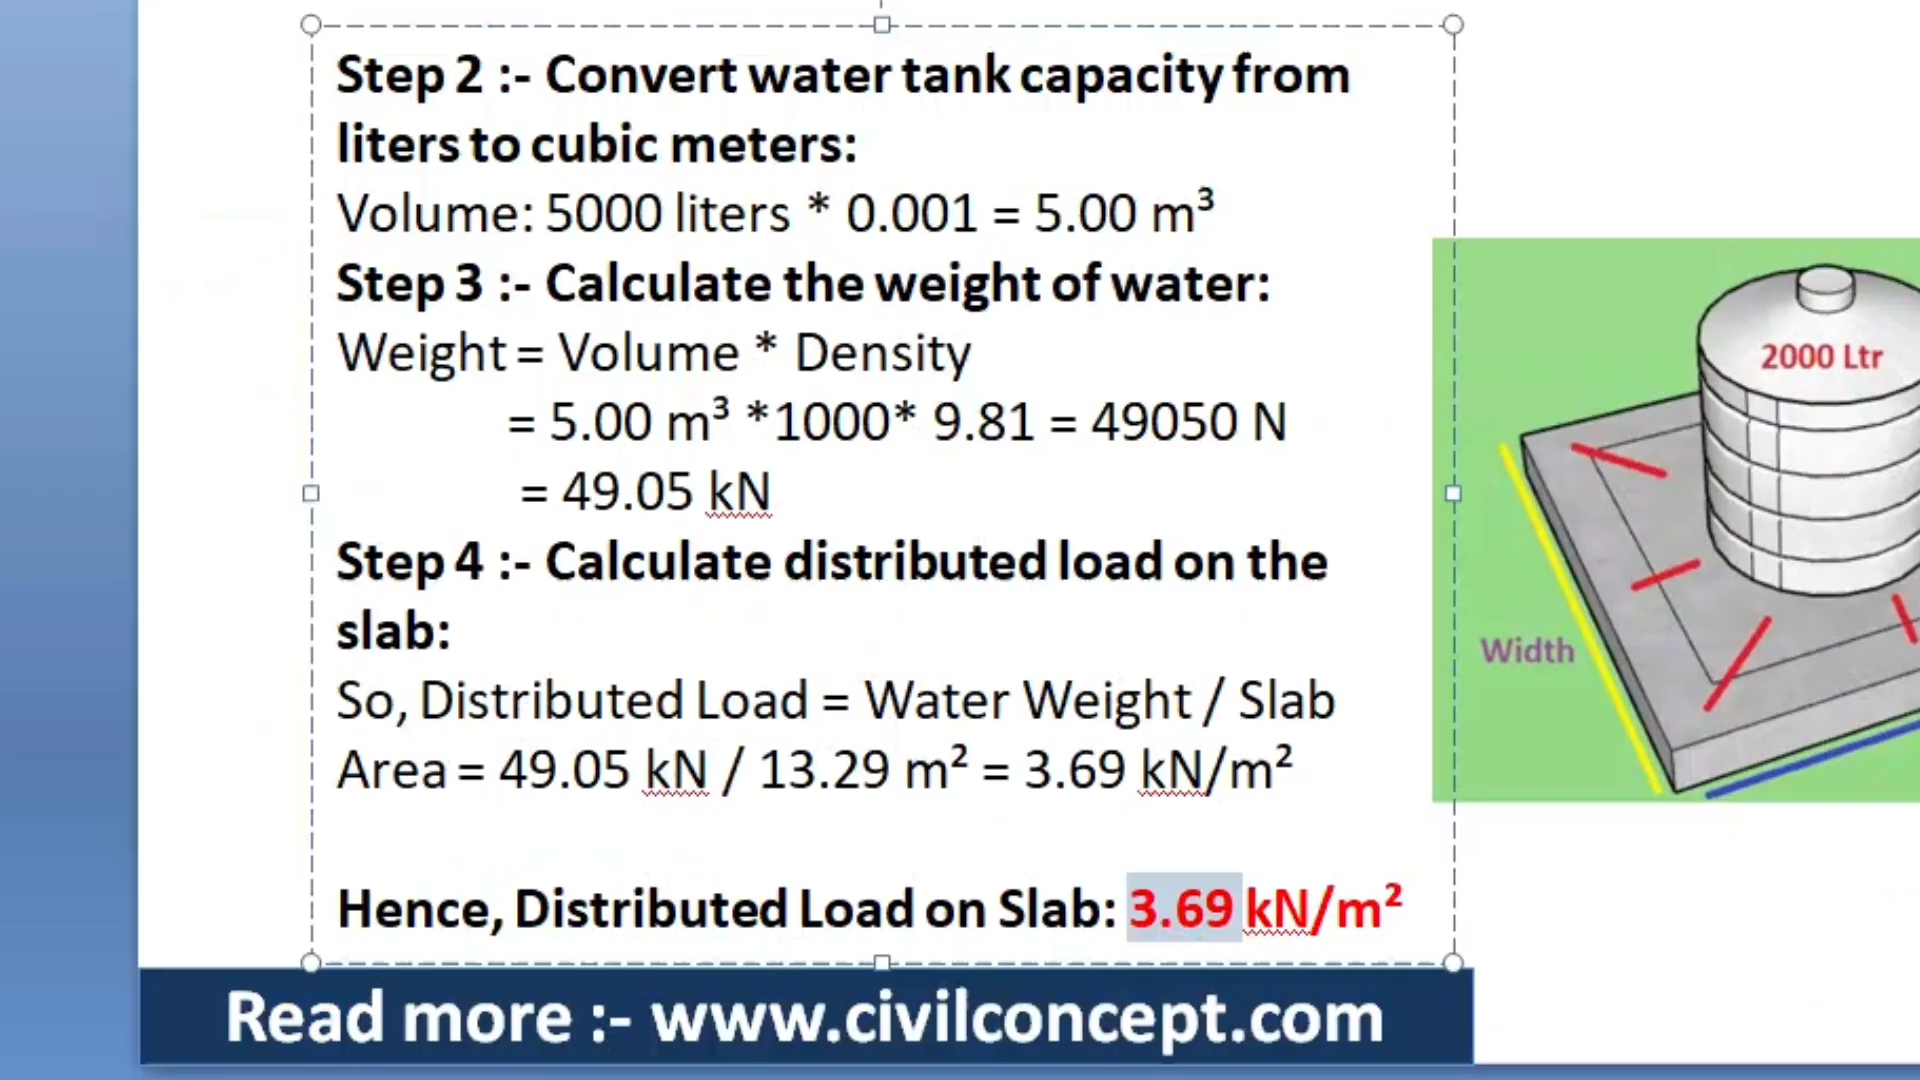 Step 2 :- Convert water tank capacity from
liters to cubic meters:
Volume: 5000 liters * 0.001 = 5.00 m³
Step 3 :- Calculate the weight of water:
Weight = Volume * Density
= 5.00 m³ *1000* 9.81 = 49050 N
= 49.05 kN
Step 4 :- Calculate distributed load on the
slab:
So, Distributed Load = Water Weight / Slab
Area = 49.05 kN / 13.29 m² = 3.69 kN/m²
Hence, Distributed Load on Slab: 3.69 kN/m²
2000 Ltr
Width
Read more :- www.civilconcept.com